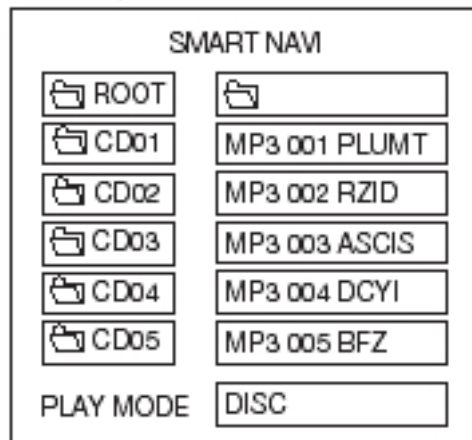 SMART NAVI
ROOT
CD01 MP3 001 PLUMT
CD02 MP3 002 RZID
CD03 MP3 003 ASCIS
CD04 MP3 004 DCYI
CD05 MP3 005 BFZ
PLAY MODE DISC